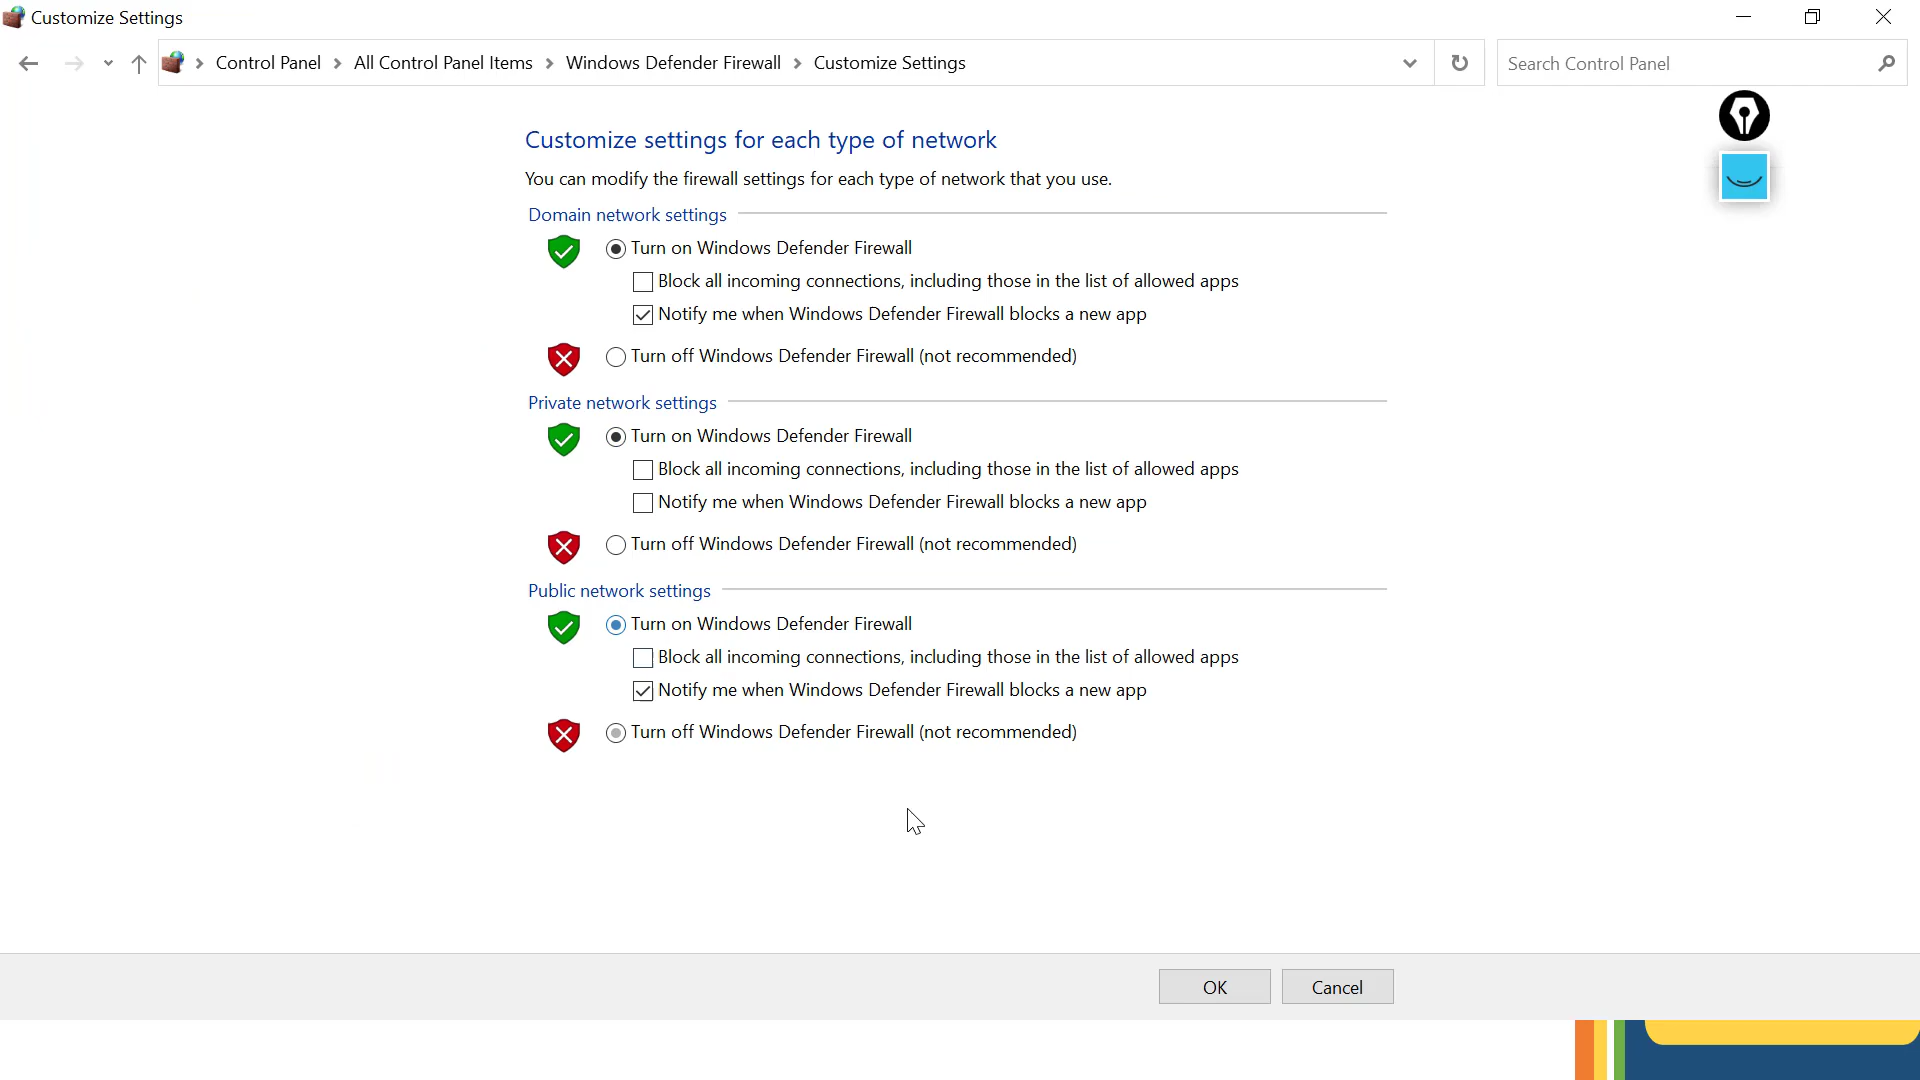 Customize Settings
Control Panel > All Control Panel Items > Windows Defender Firewall > Customize Settings
Search Control Panel
Customize settings for each type of network
You can modify the firewall settings for each type of network that you use.
Domain network settings
Turn on Windows Defender Firewall
Block all incoming connections, including those in the list of allowed apps
Notify me when Windows Defender Firewall blocks a new app
Turn off Windows Defender Firewall (not recommended)
Private network settings
Turn on Windows Defender Firewall
Block all incoming connections, including those in the list of allowed apps
Notify me when Windows Defender Firewall blocks a new app
Turn off Windows Defender Firewall (not recommended)
Public network settings
Turn on Windows Defender Firewall
Block all incoming connections, including those in the list of allowed apps
Notify me when Windows Defender Firewall blocks a new app
Turn off Windows Defender Firewall (not recommended)
OK
Cancel